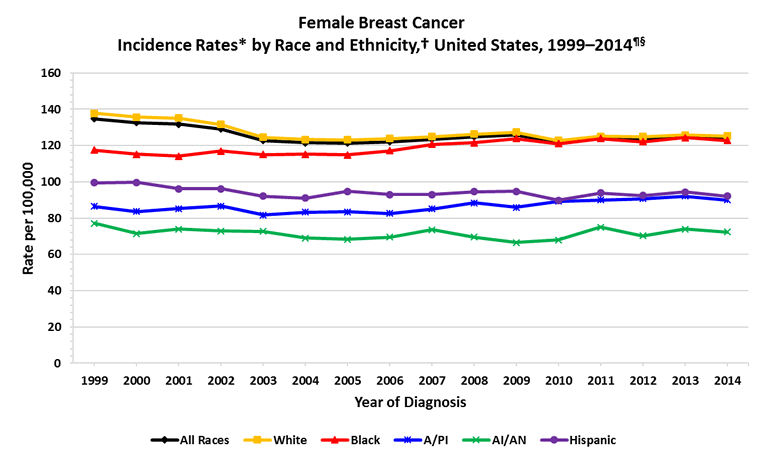 Female Breast Cancer
Incidence Rates* by Race and Ethnicity,† United States, 1999–2014¶§
160
140
120
100
80
60
40
20
0
Rate per 100,000
1999 2000 2001 2002 2003 2004 2005 2006 2007 2008 2009 2010 2011 2012 2013 2014
Year of Diagnosis
All Races White Black A/PI AI/AN Hispanic